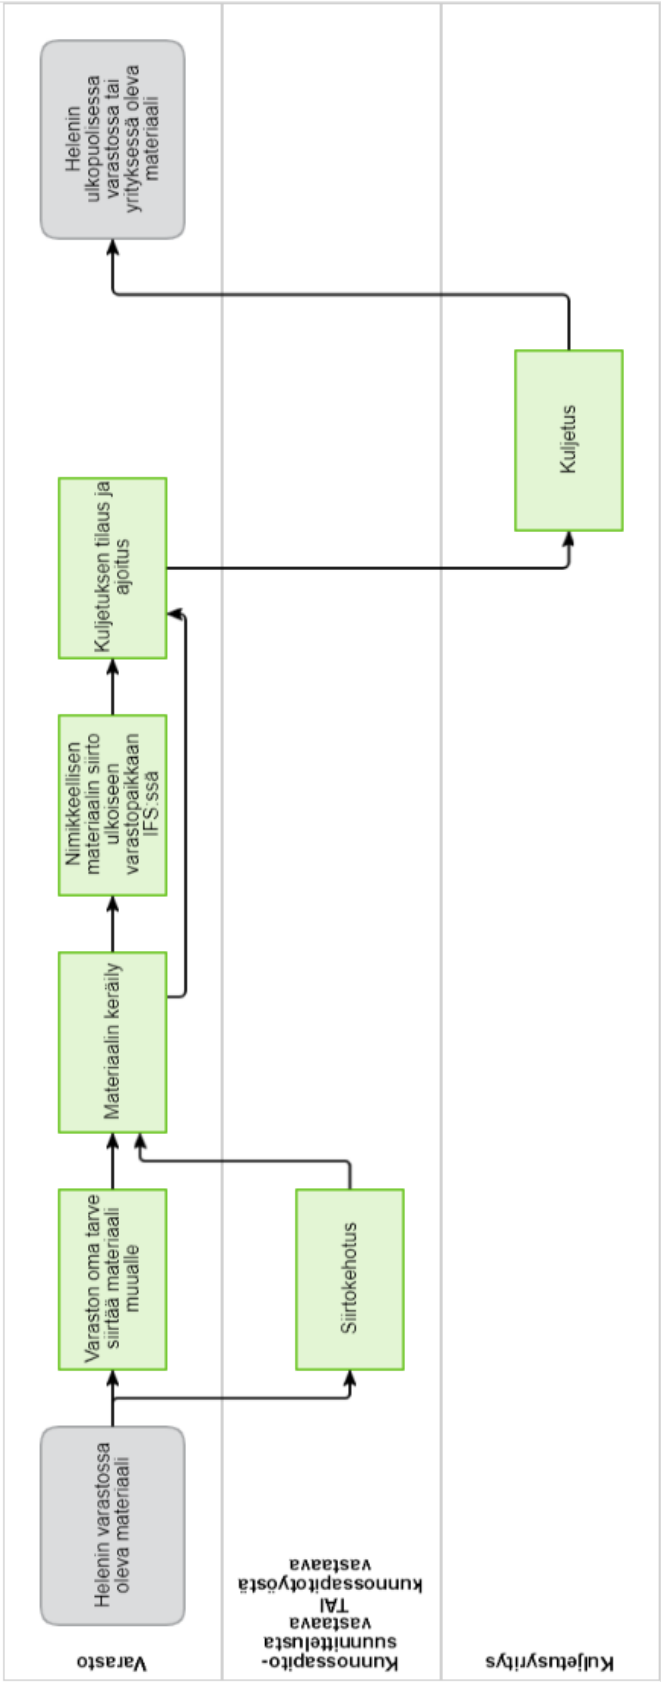 Varasto
Helenin varastossa
oleva materiaali
Varaston oma tarve
siirtää materiaali
muualle
Materiaalin keräily
Nimikkeellisen
materiaalin siirto
ulkoiseen
varastopaikkaan
IFS:ssä
Kuljetuksen tilaus ja
ajoitus
Helenin
ulkopuolisessa
varastossa tai
yrityksessä oleva
materiaali
Kunnossapito-
suunnittelusta
vastaava
TAI
kunnossapitotyöstä
vastaava
Siirtokehotus
Kuljetusyritys
Kuljetus